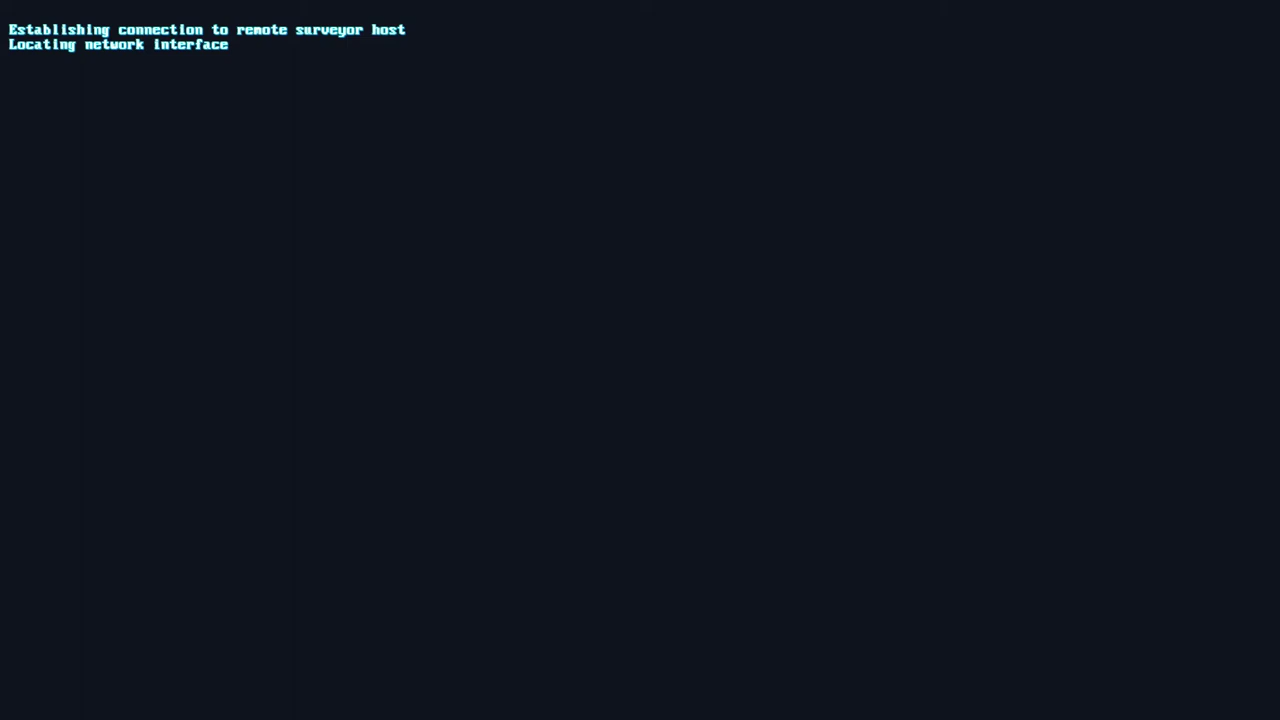 Establishing connection to remote surveyor host
Locating network interface